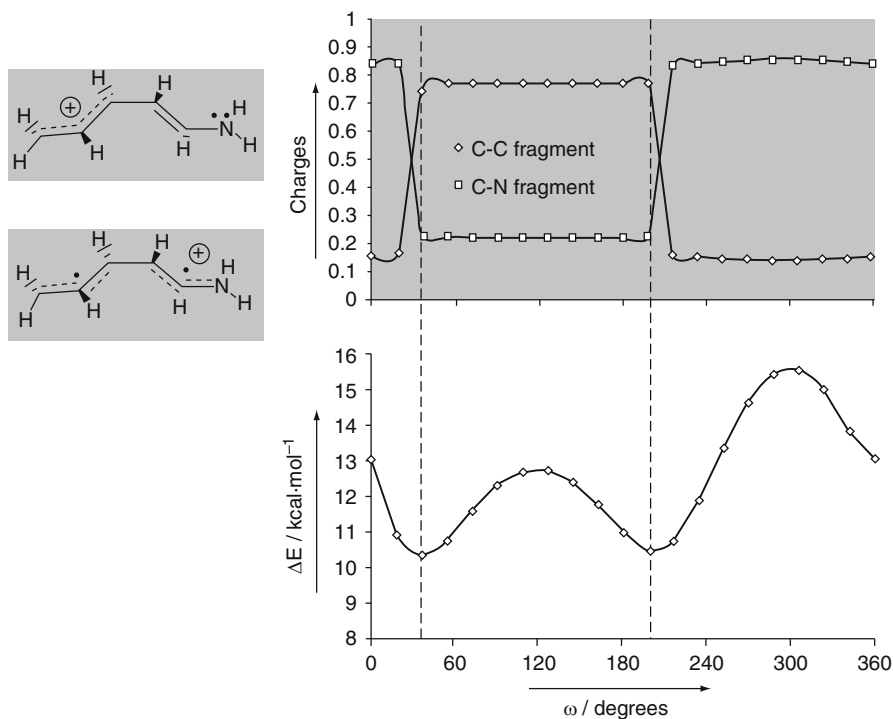 H
H
H
H
H
H
H
N
H
⊕
H
H
H
H
H
H
H
N
H
⊕
Charges
1
0.9
0.8
0.7
0.6
0.5
0.4
0.3
0.2
0.1
0
C-C fragment
C-N fragment
ΔE / kcal·mol⁻¹
16
15
14
13
12
11
10
9
8
0 60 120 180 240 300 360
ω / degrees